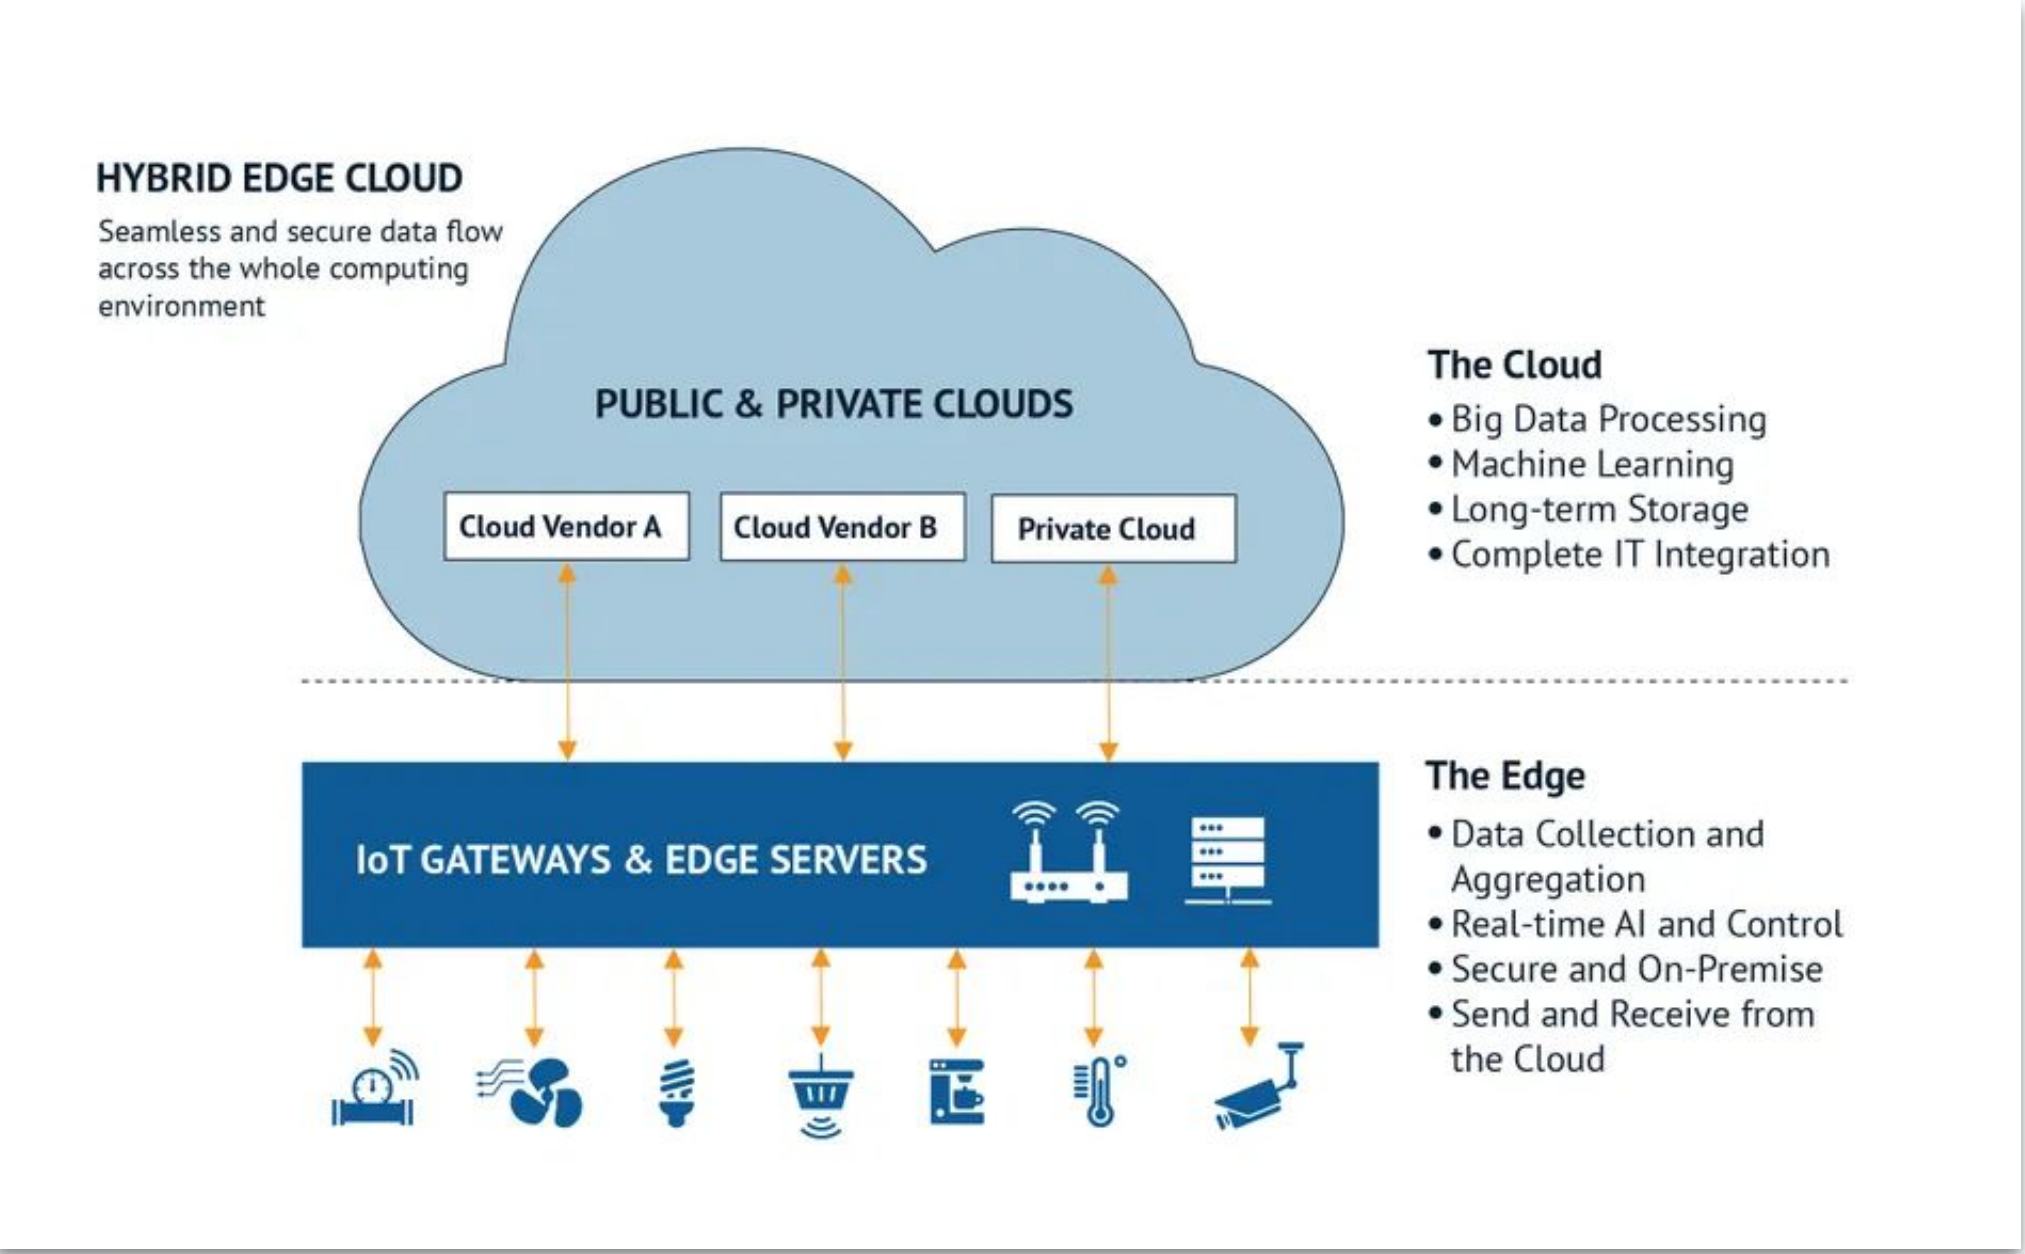 HYBRID EDGE CLOUD
Seamless and secure data flow
across the whole computing
environment
PUBLIC & PRIVATE CLOUDS
Cloud Vendor A
Cloud Vendor B
Private Cloud
The Cloud
• Big Data Processing
• Machine Learning
• Long-term Storage
• Complete IT Integration
IoT GATEWAYS & EDGE SERVERS
The Edge
• Data Collection and
Aggregation
• Real-time AI and Control
• Secure and On-Premise
• Send and Receive from
the Cloud